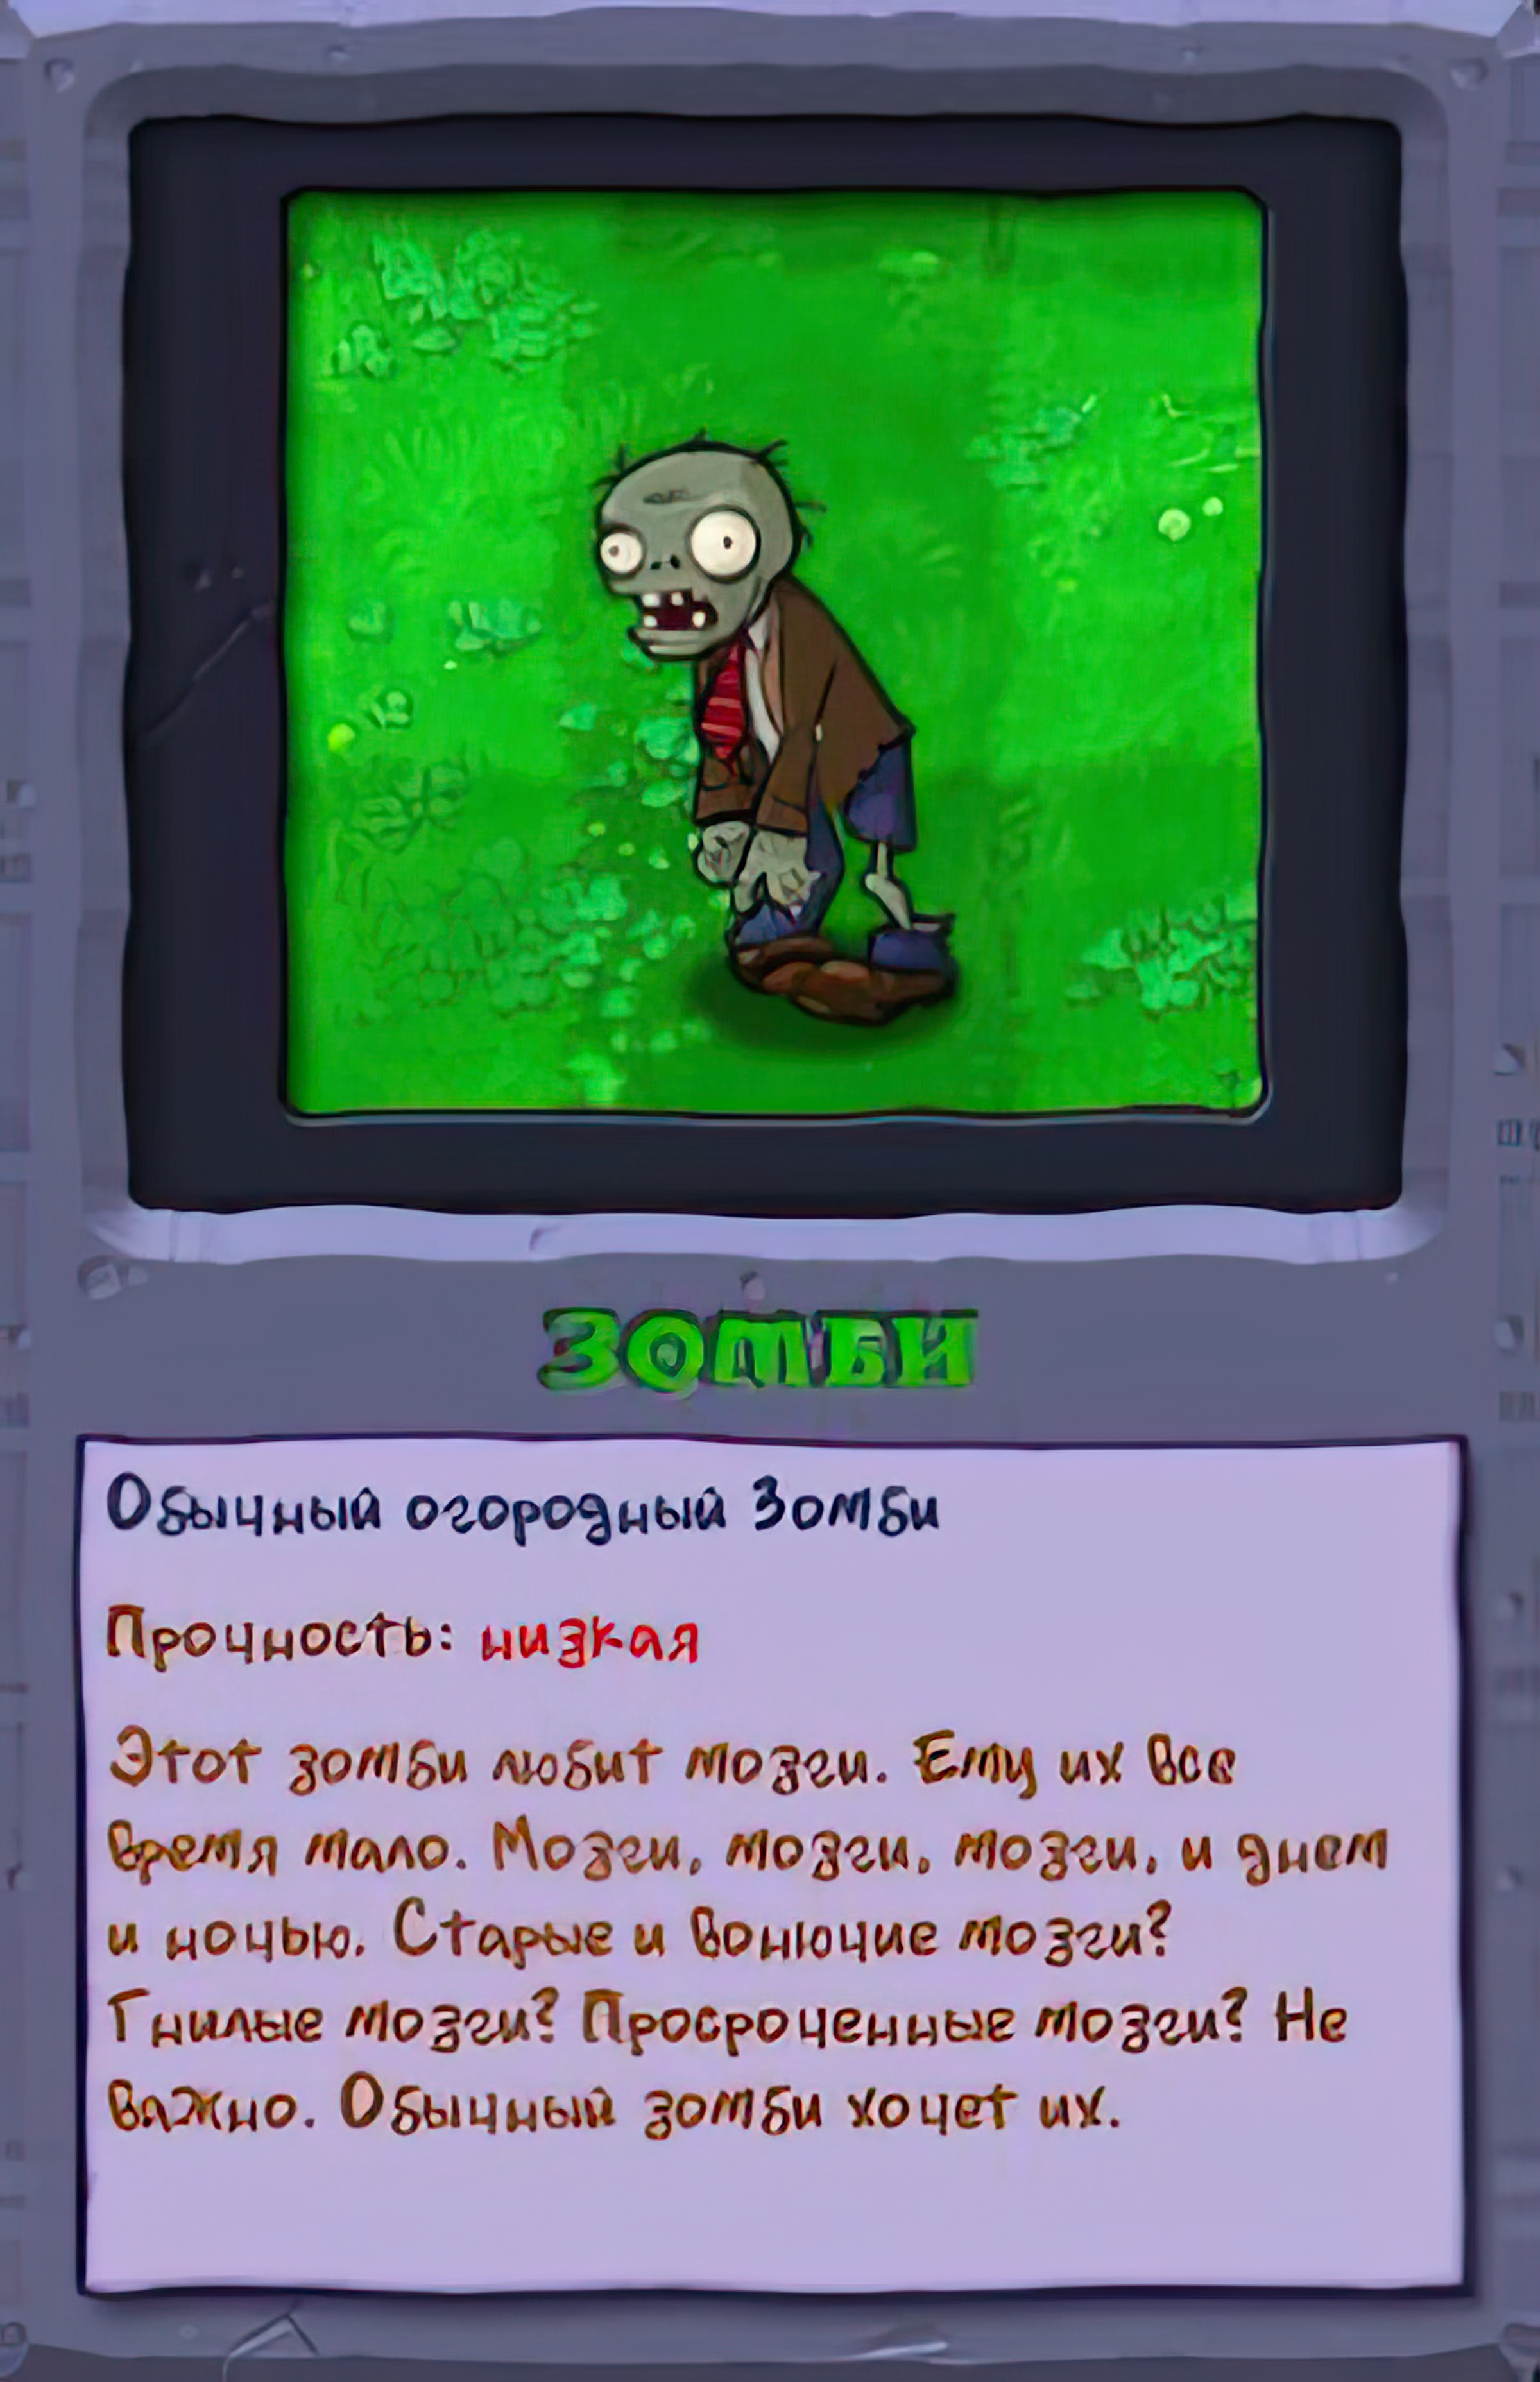 ЗОМБИ
Обычный огородный Зомби
Прочность: низкая
Этот зомби любит мозги. Ему их все
время мало. Мозги, мозги, мозги, и днем
и ночью. Старые и вонючие мозги?
Гнилые мозги? Просроченные мозги? Не
важно. Обычный зомби хочет их.